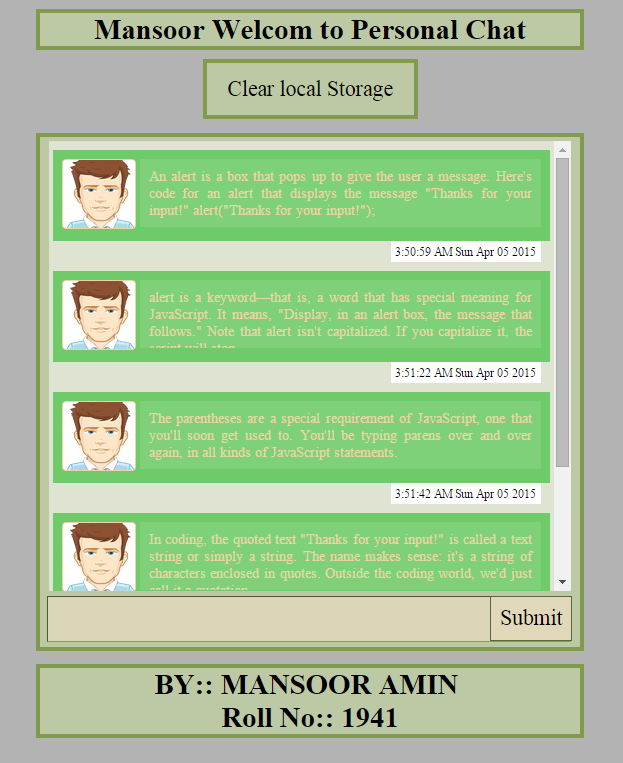 Mansoor Welcom to Personal Chat
Clear local Storage
An alert is a box that pops up to give the user a message. Here's
code for an alert that displays the message "Thanks for your
input!" alert("Thanks for your input!");
3:50:59 AM Sun Apr 05 2015
alert is a keyword—that is, a word that has special meaning for
JavaScript. It means, "Display, in an alert box, the message that
follows." Note that alert isn't capitalized. If you capitalize it, the
script will stop
3:51:22 AM Sun Apr 05 2015
The parentheses are a special requirement of JavaScript, one that
you'll soon get used to. You'll be typing parens over and over
again, in all kinds of JavaScript statements.
3:51:42 AM Sun Apr 05 2015
In coding, the quoted text "Thanks for your input!" is called a text
string or simply a string. The name makes sense: it's a string of
characters enclosed in quotes. Outside the coding world, we'd just
call it a quotation
Submit
BY:: MANSOOR AMIN
Roll No:: 1941